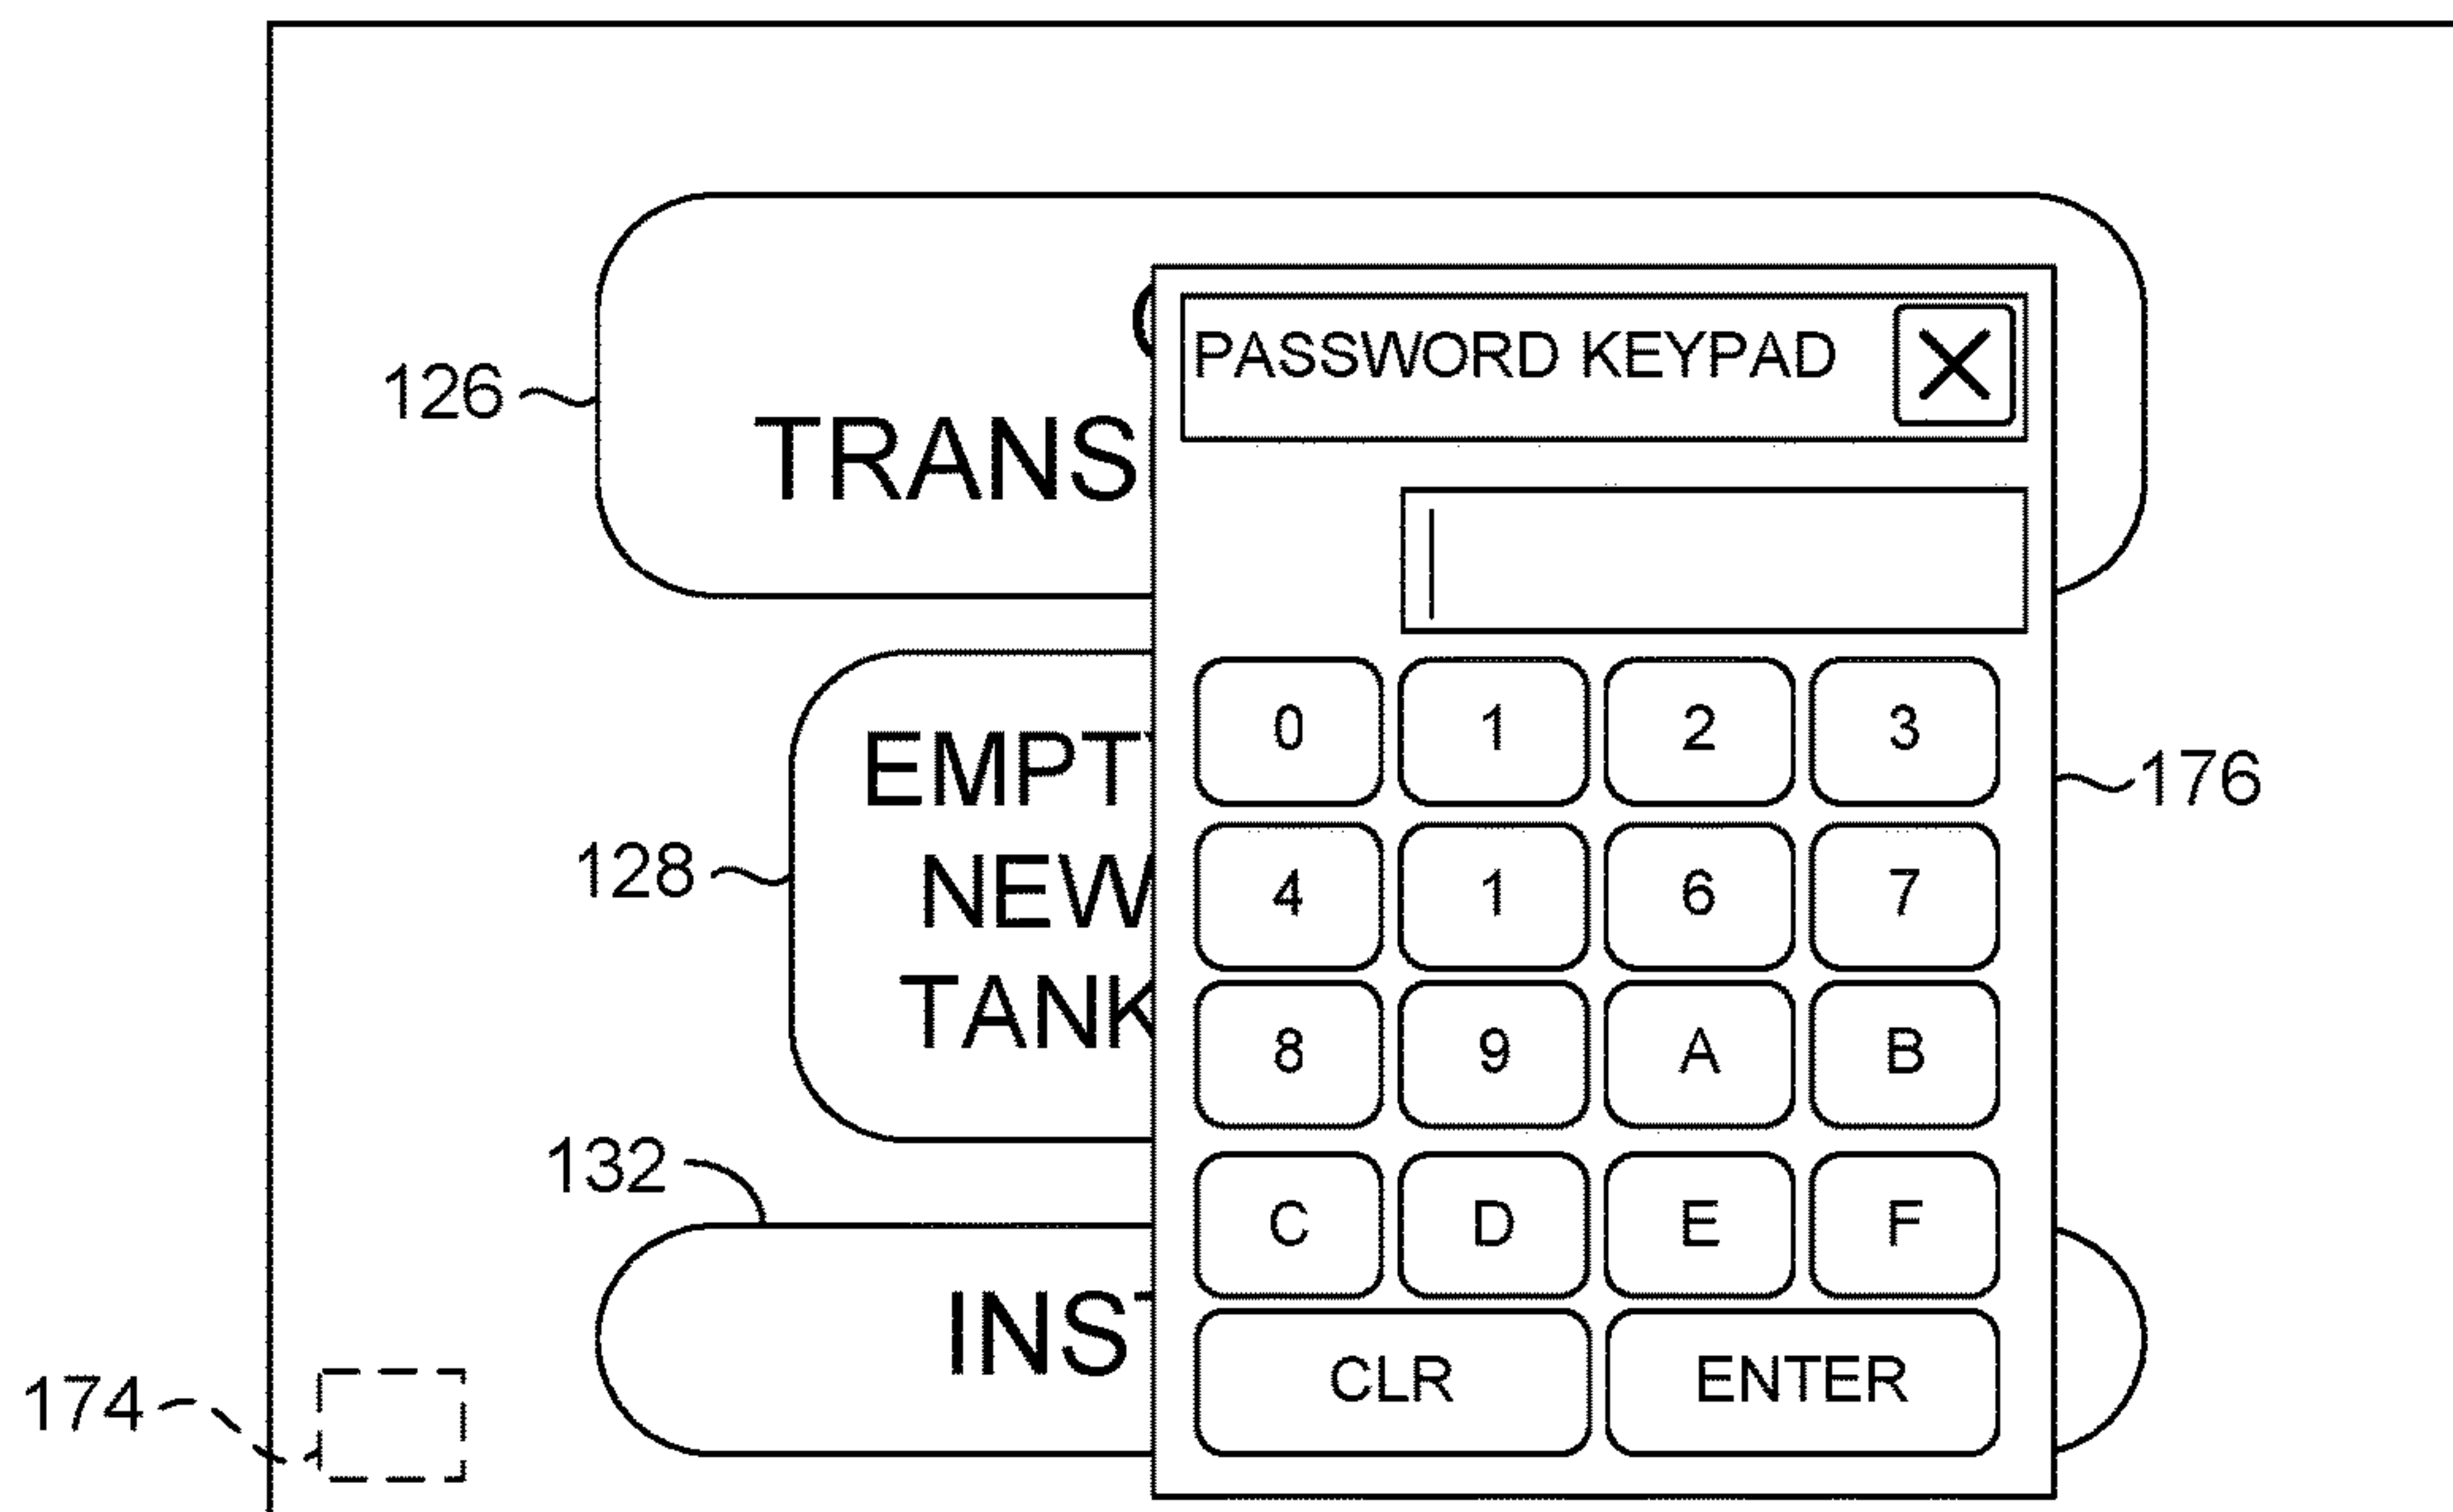 PASSWORD KEYPAD
126
TRANS
0 1 2 3
EMPT
176
4 1 6 7
128
NEW
8 9 A B
TANK
132
C D E F
INST
CLR ENTER
174